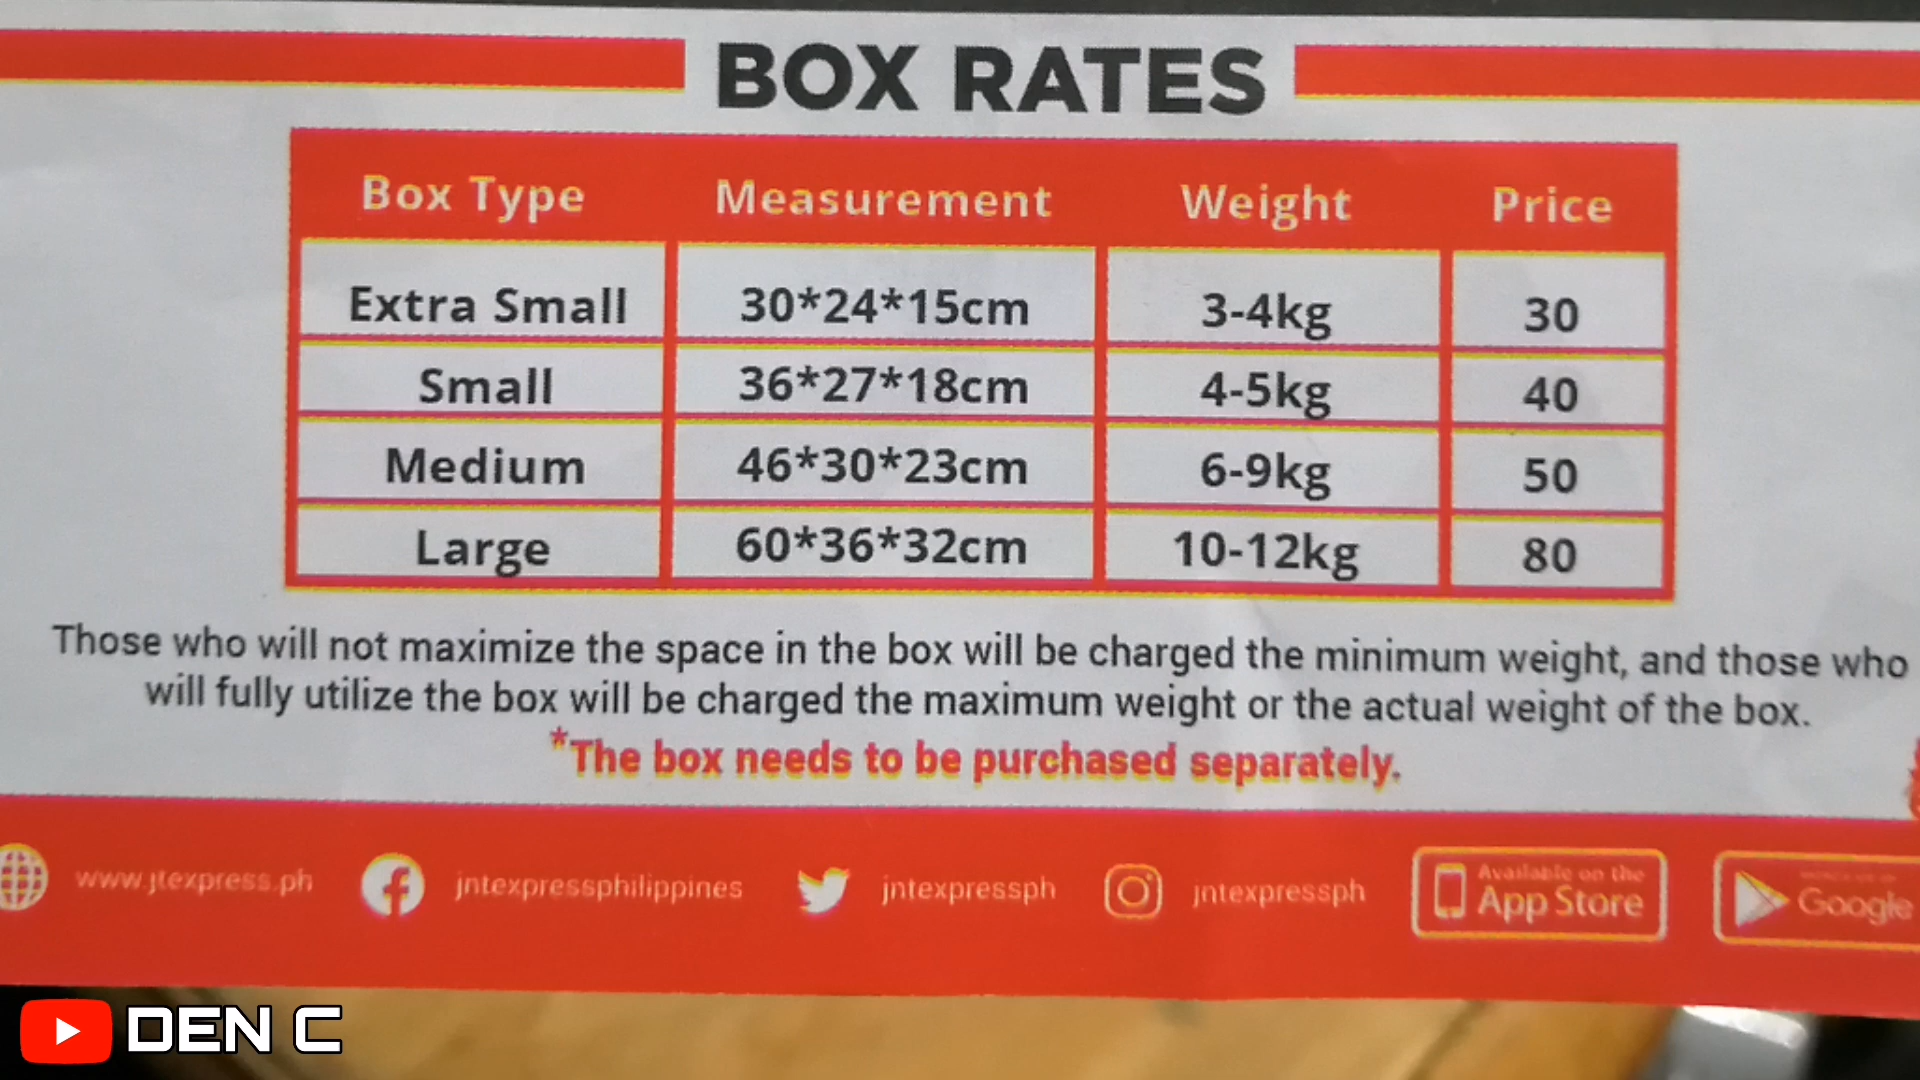 BOX RATES
Box Type Measurement Weight Price
Extra Small 30*24*15cm 3-4kg 30
Small 36*27*18cm 4-5kg 40
Medium 46*30*23cm 6-9kg 50
Large 60*36*32cm 10-12kg 80
Those who will not maximize the space in the box will be charged the minimum weight, and those who
will fully utilize the box will be charged the maximum weight or the actual weight of the box.
*The box needs to be purchased separately.
www.jtexpress.ph jntexpressphilippines jntexpressph jntexpressph Available on the App Store Google
DEN C